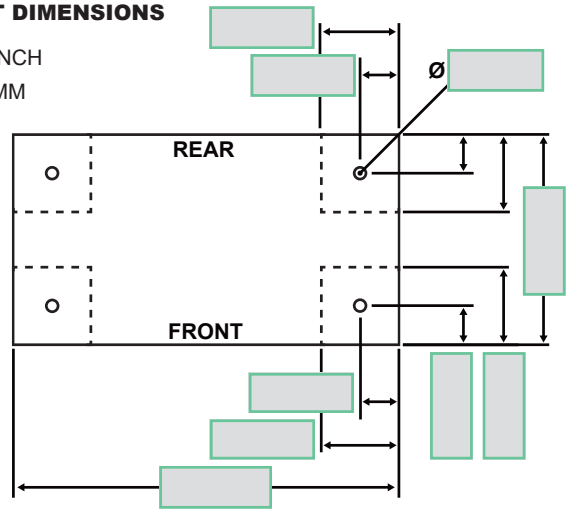 T DIMENSIONS
NCH
MM
Ø
REAR
FRONT